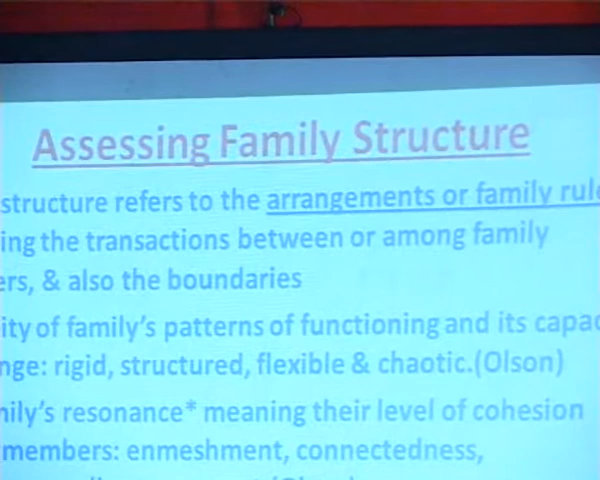 Assessing Family Structure
structure refers to the arrangements or family rul
ing the transactions between or among family
ers, & also the boundaries
ity of family's patterns of functioning and its capac
nge: rigid, structured, flexible & chaotic.(Olson)
ily's resonance* meaning their level of cohesion
members: enmeshment, connectedness,